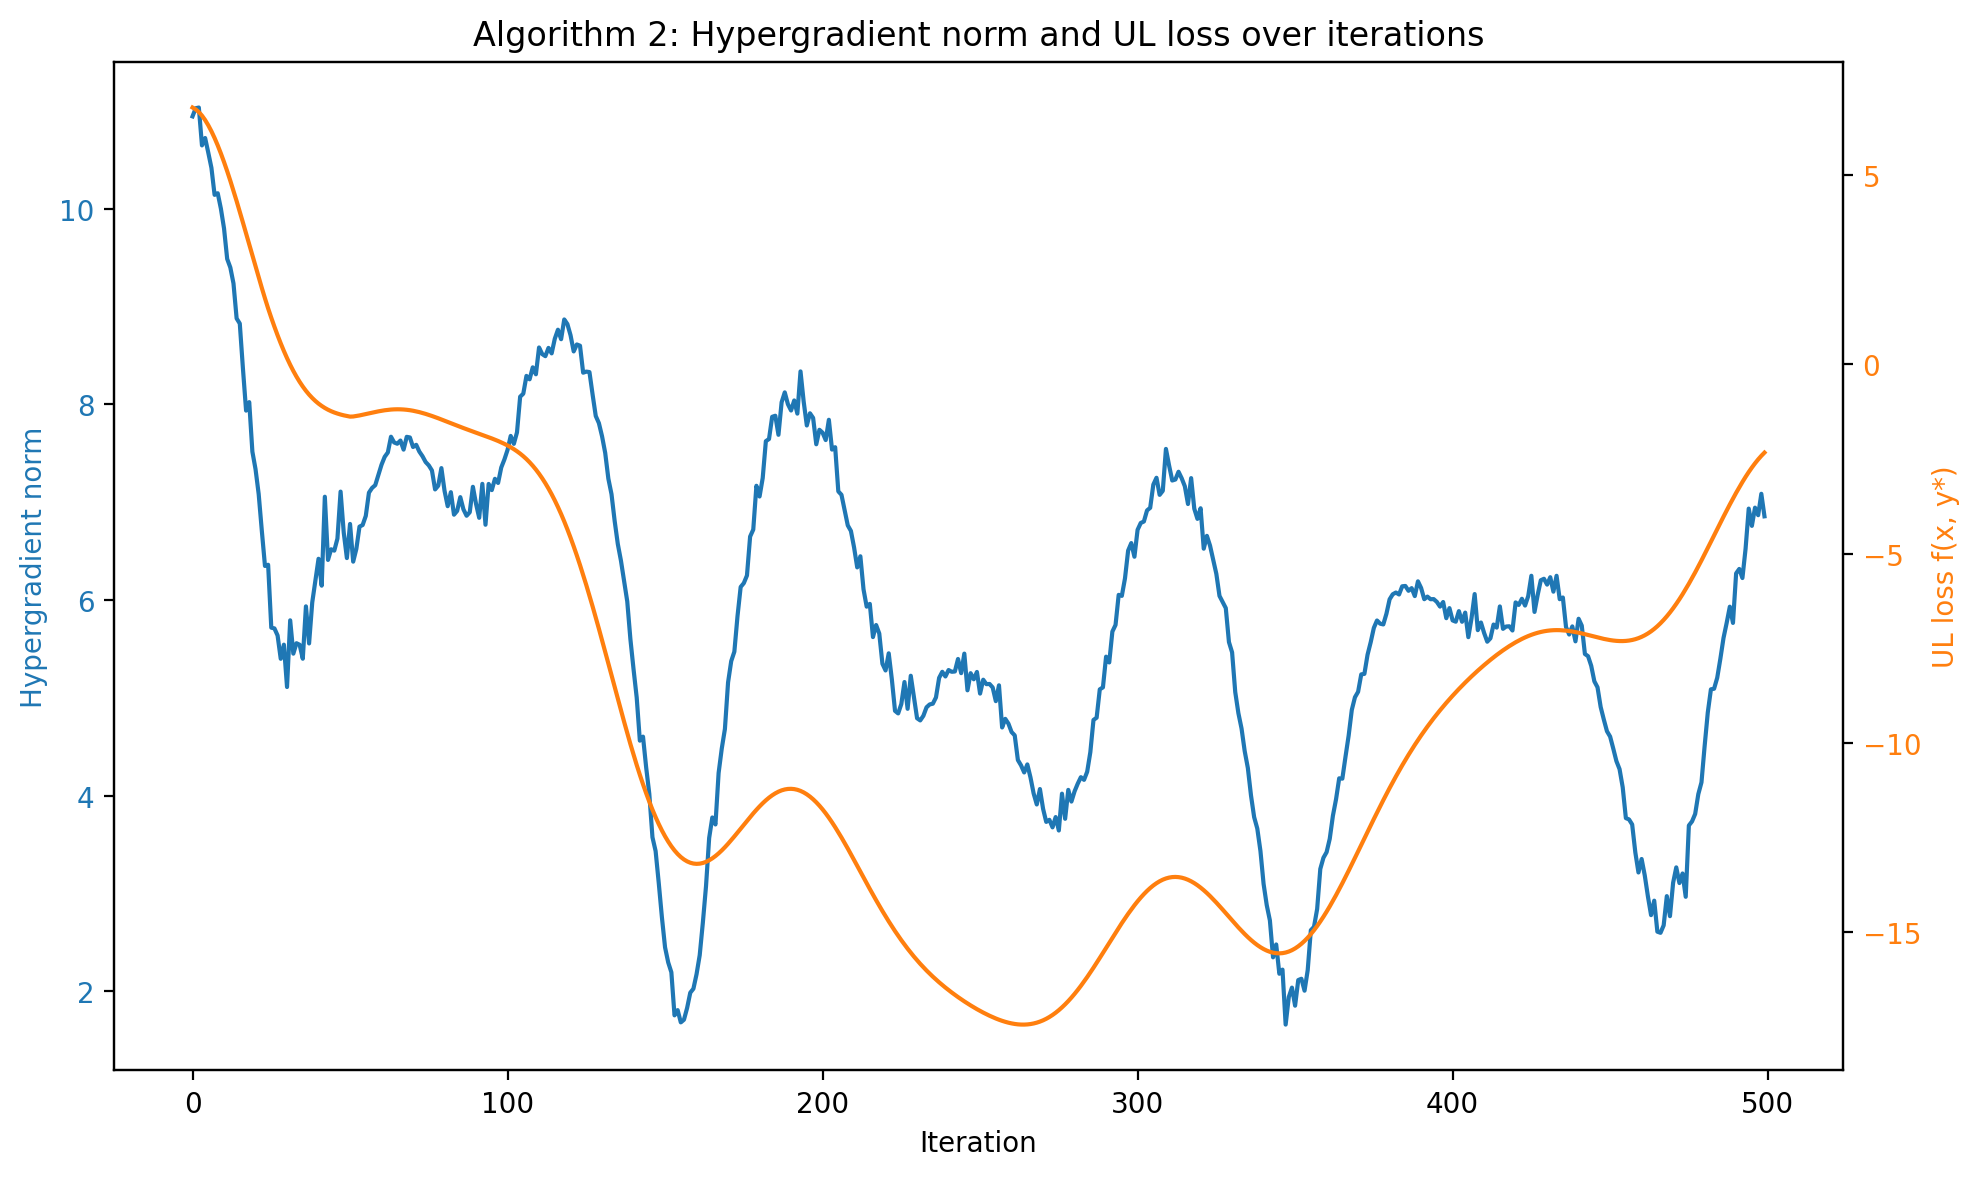 Algorithm 2: Hypergradient norm and UL loss over iterations
Hypergradient norm
10
8
6
4
2
5
0
−5
−10
−15
UL loss f(x, y*)
0 100 200 300 400 500
Iteration